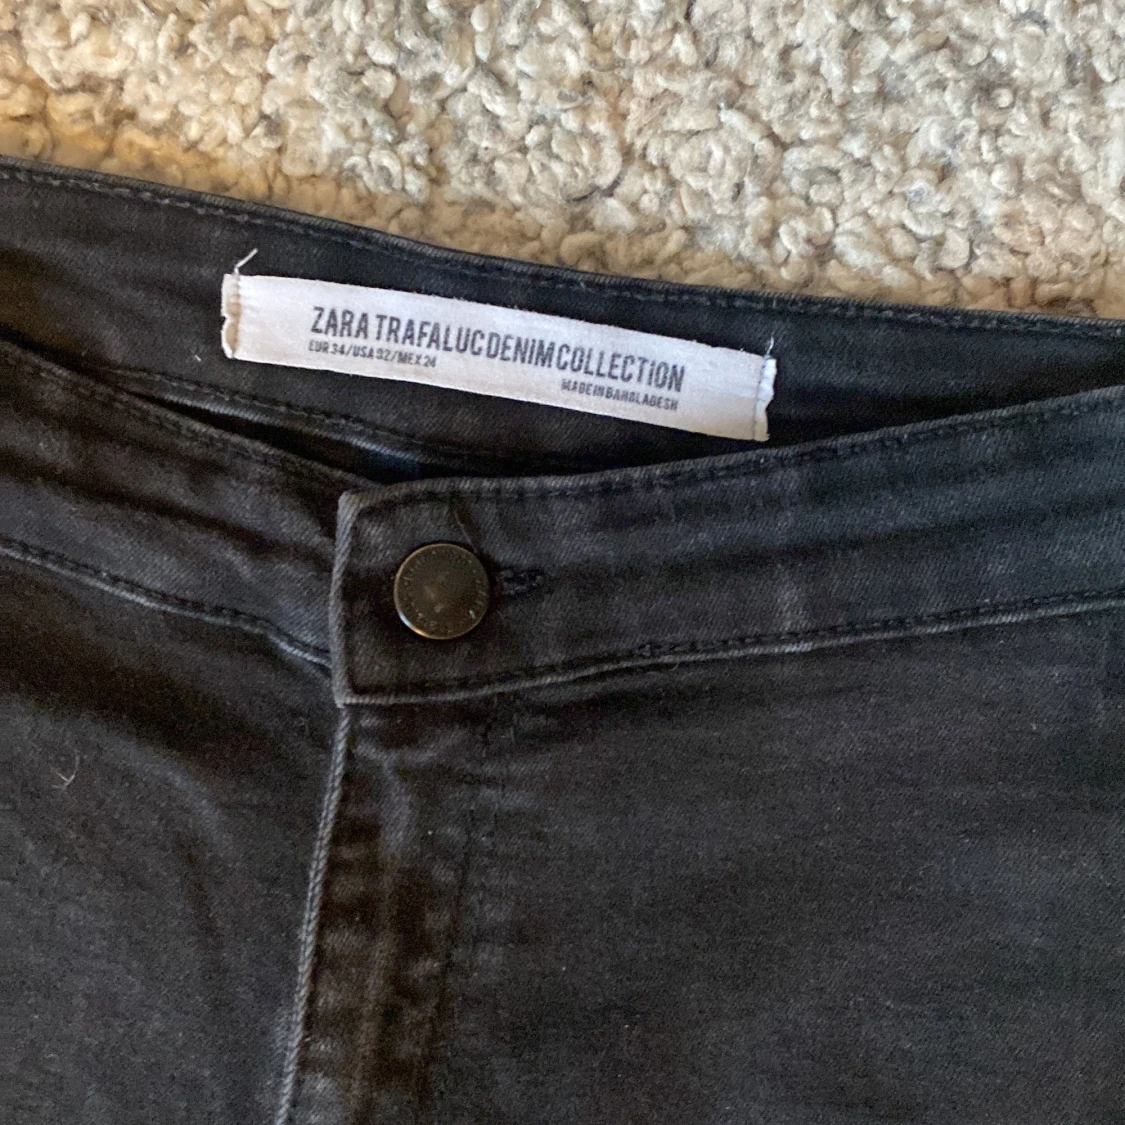 ZARA TRAFALUC DENIM COLLECTION
EUR 34/USA 02/MEX 24
MADE IN BANGLADESH